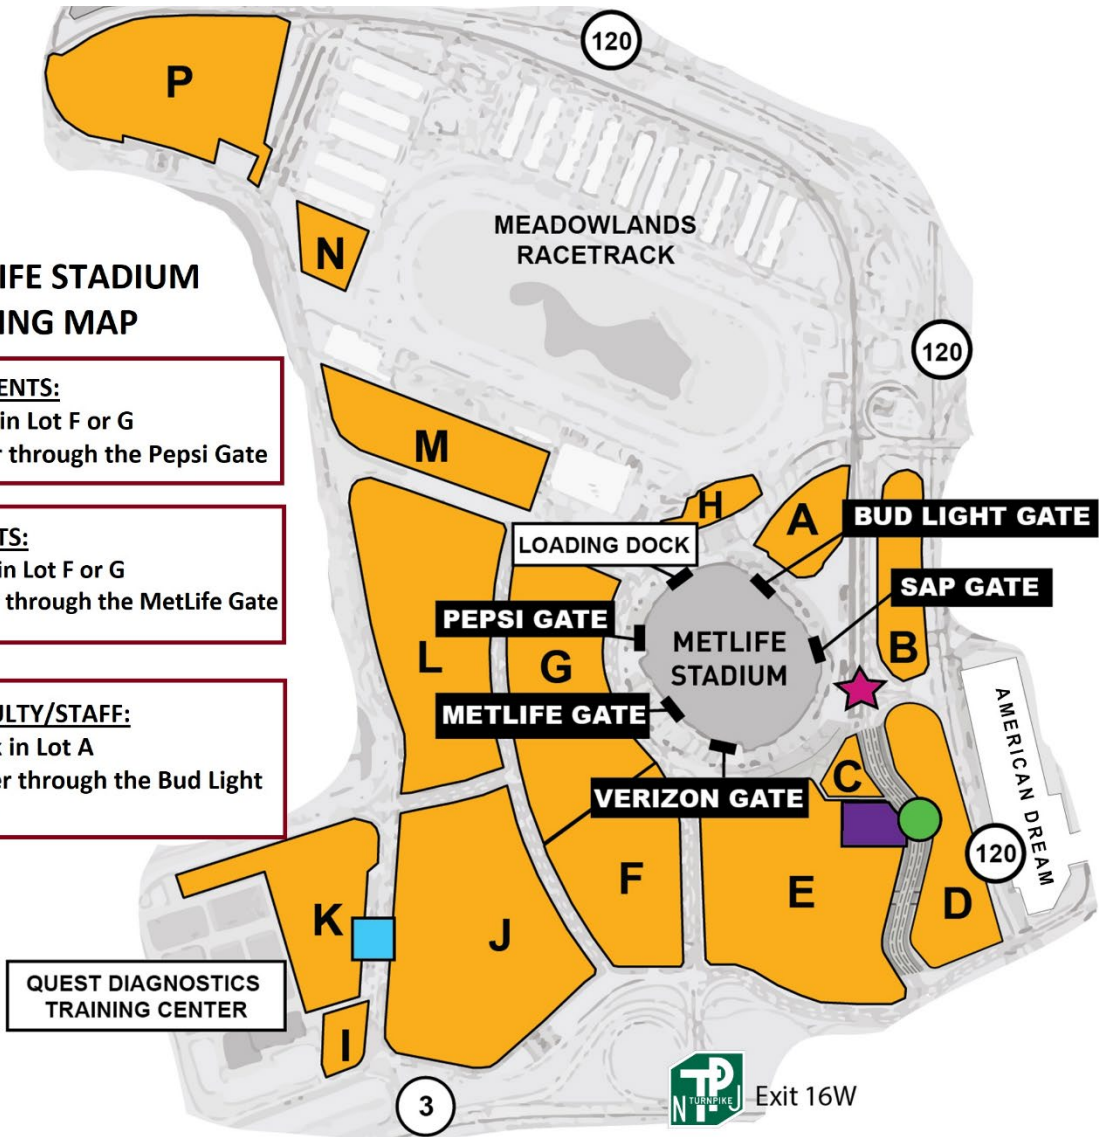 120
P
MEADOWLANDS
RACETRACK
N
IFE STADIUM
ING MAP
120
ENTS:
in Lot F or G
r through the Pepsi Gate
M
H
A
BUD LIGHT GATE
TS:
in Lot F or G
through the MetLife Gate
LOADING DOCK
SAP GATE
PEPSI GATE
METLIFE
STADIUM
L
G
B
METLIFE GATE
AMERICAN DREAM
ULTY/STAFF:
in Lot A
er through the Bud Light
C
VERIZON GATE
120
F
E
D
K
J
QUEST DIAGNOSTICS
TRAINING CENTER
I
3
NTPJ
TURNPIKE
Exit 16W